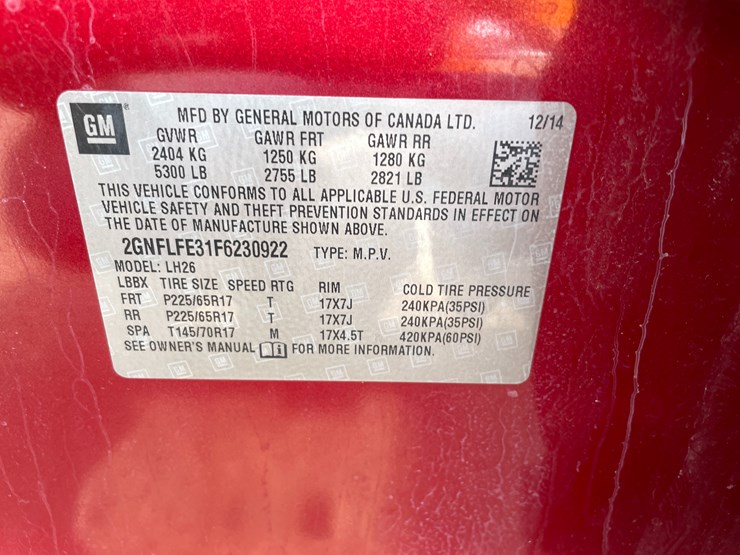 GM®
MFD BY GENERAL MOTORS OF CANADA LTD. 12/14
GVWR GAWR FRT GAWR RR
2404 KG 1250 KG 1280 KG
5300 LB 2755 LB 2821 LB
THIS VEHICLE CONFORMS TO ALL APPLICABLE U.S. FEDERAL MOTOR
VEHICLE SAFETY AND THEFT PREVENTION STANDARDS IN EFFECT ON
THE DATE OF MANUFACTURE SHOWN ABOVE.
2GNFLFE31F6230922 TYPE: M.P.V.
MODEL: LH26
LBBX TIRE SIZE SPEED RTG RIM COLD TIRE PRESSURE
FRT P225/65R17 T 17X7J 240KPA(35PSI)
RR P225/65R17 T 17X7J 240KPA(35PSI)
SPA T145/70R17 M 17X4.5T 420KPA(60PSI)
SEE OWNER'S MANUAL i FOR MORE INFORMATION.